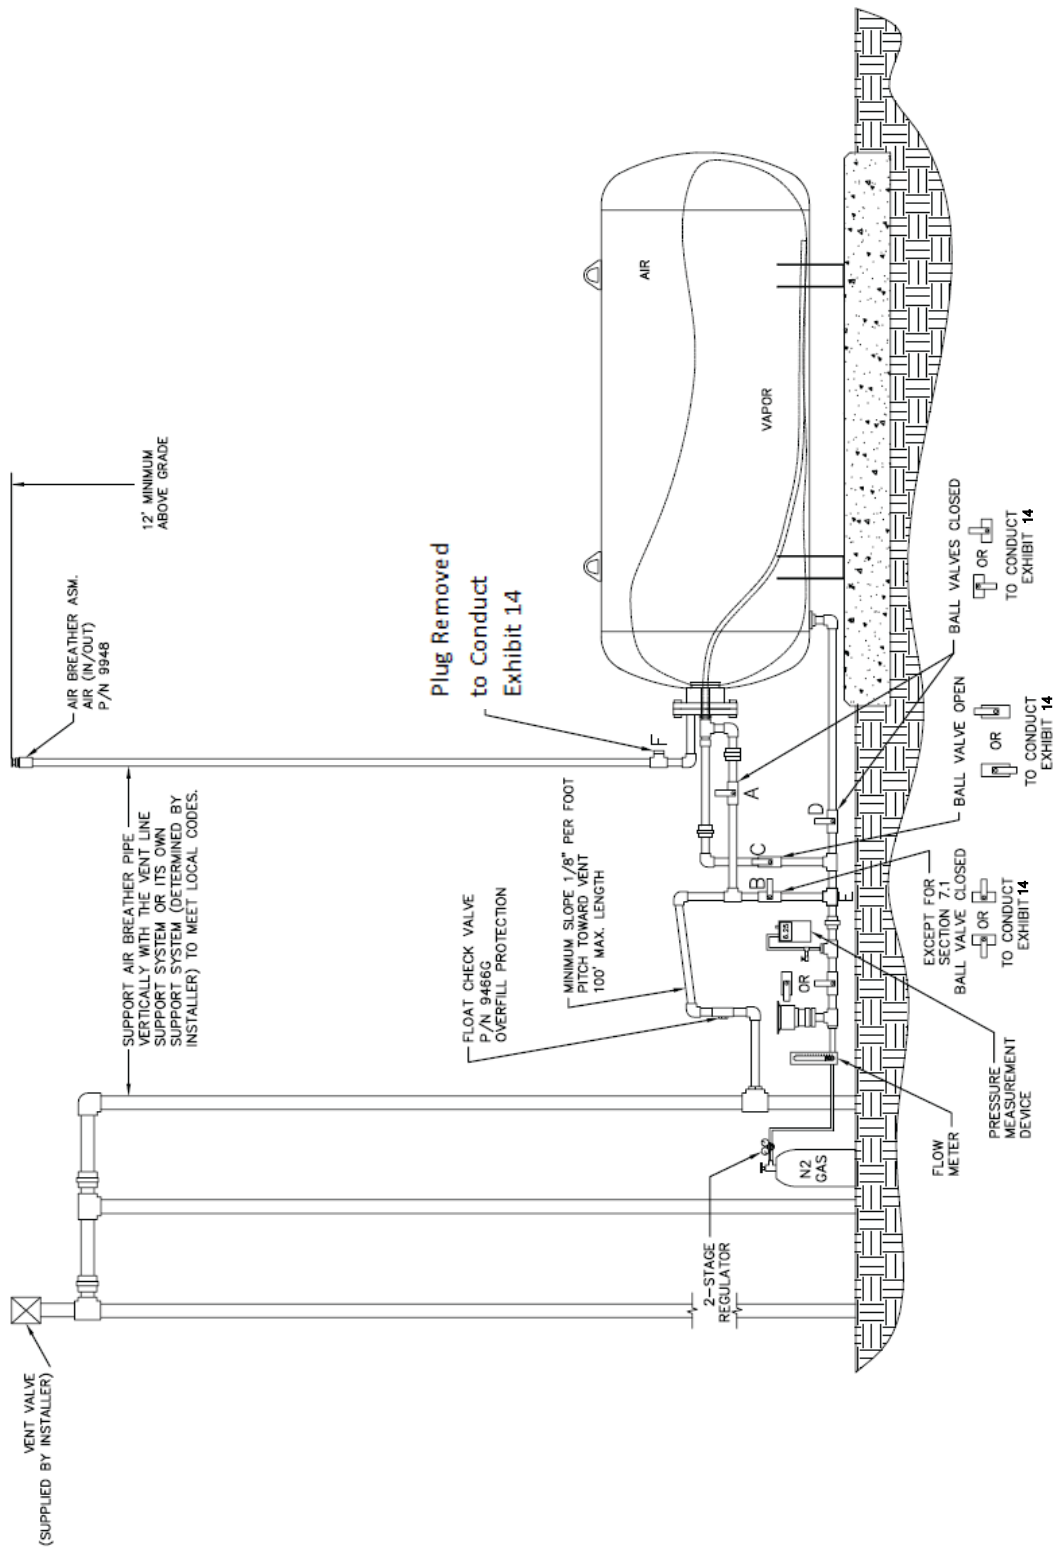 VENT VALVE
(SUPPLIED BY INSTALLER)
AIR BREATHER ASM.
AIR (IN/OUT)
P/N 9948
12' MINIMUM
ABOVE GRADE
SUPPORT AIR BREATHER PIPE
VERTICALLY WITH THE VENT LINE
SUPPORT SYSTEM OR ITS OWN
SUPPORT SYSTEM (DETERMINED BY
INSTALLER) TO MEET LOCAL CODES.
Plug Removed
to Conduct
Exhibit 14
FLOAT CHECK VALVE
P/N 9466G
OVERFILL PROTECTION
MINIMUM SLOPE 1/8" PER FOOT
PITCH TOWARD VENT
100' MAX. LENGTH
F
AIR
VAPOR
2-STAGE
REGULATOR
N2
GAS
A
B
C
D
E
OR
FLOW
METER
PRESSURE
MEASUREMENT
DEVICE
EXCEPT FOR
SECTION 7.1
BALL VALVE CLOSED
OR
TO CONDUCT
EXHIBIT 14
BALL VALVE OPEN
OR
TO CONDUCT
EXHIBIT 14
BALL VALVES CLOSED
OR
TO CONDUCT
EXHIBIT 14